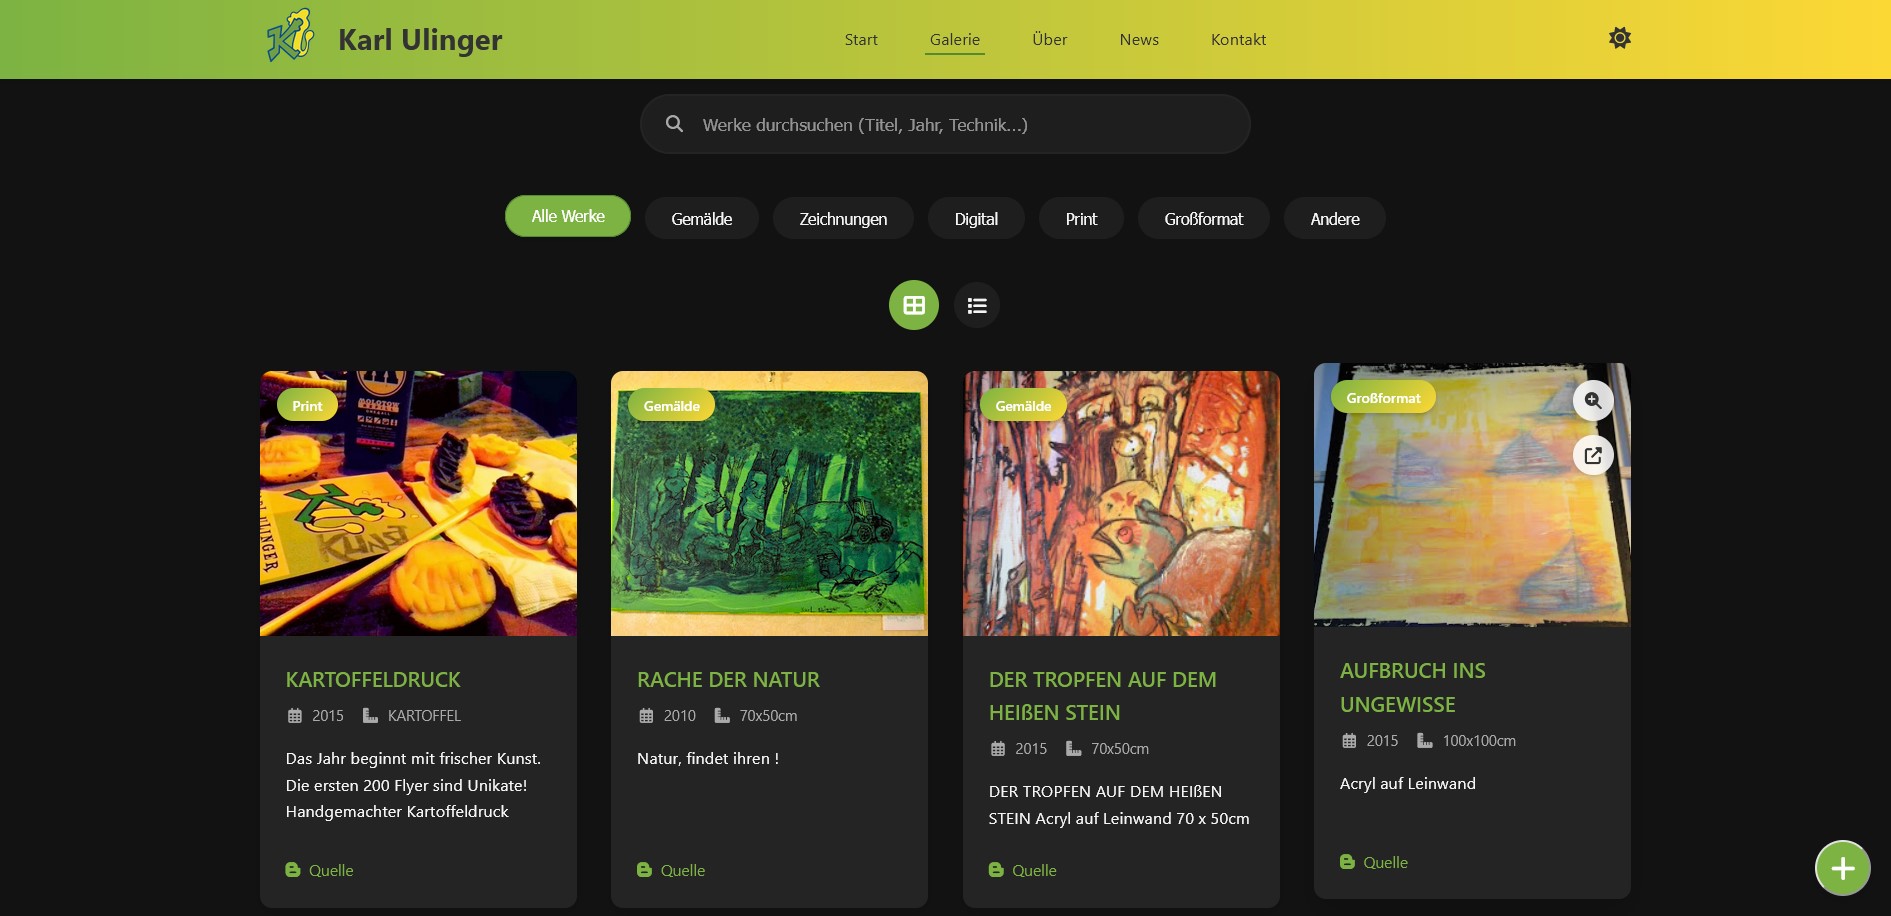 Karl Ulinger
Start
Galerie
Über
News
Kontakt
Werke durchsuchen (Titel, Jahr, Technik...)
Alle Werke
Gemälde
Zeichnungen
Digital
Print
Großformat
Andere
Print
MOLOTOW
KUNST
ULINGER
KARTOFFELDRUCK
2015 KARTOFFEL
Das Jahr beginnt mit frischer Kunst.
Die ersten 200 Flyer sind Unikate!
Handgemachter Kartoffeldruck
Quelle
Gemälde
RACHE DER NATUR
2010 70x50cm
Natur, findet ihren !
Quelle
Gemälde
DER TROPFEN AUF DEM
HEIßEN STEIN
2015 70x50cm
DER TROPFEN AUF DEM HEIßEN
STEIN Acryl auf Leinwand 70 x 50cm
Quelle
Großformat
AUFBRUCH INS
UNGEWISSE
2015 100x100cm
Acryl auf Leinwand
Quelle